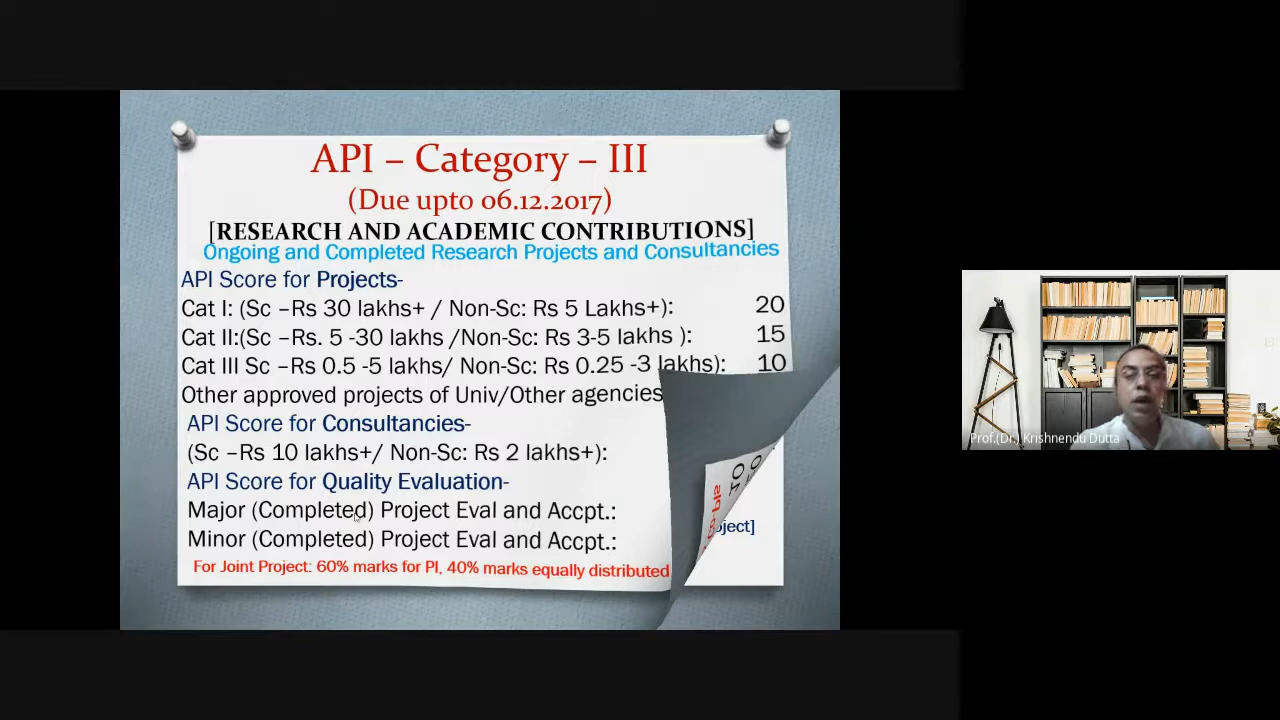 API – Category – III
(Due upto 06.12.2017)
[RESEARCH AND ACADEMIC CONTRIBUTIONS]
Ongoing and Completed Research Projects and Consultancies
API Score for Projects-
Cat I: (Sc –Rs 30 lakhs+ / Non-Sc: Rs 5 Lakhs+): 20
Cat II:(Sc –Rs. 5 -30 lakhs /Non-Sc: Rs 3-5 lakhs ): 15
Cat III Sc –Rs 0.5 -5 lakhs/ Non-Sc: Rs 0.25 -3 lakhs): 10
Other approved projects of Univ/Other agencies
API Score for Consultancies-
(Sc –Rs 10 lakhs+/ Non-Sc: Rs 2 lakhs+): 10
API Score for Quality Evaluation-
Major (Completed) Project Eval and Accpt.:
Minor (Completed) Project Eval and Accpt.:
For Joint Project: 60% marks for PI, 40% marks equally distributed
Prof.(Dr.) Krishnendu Dutta